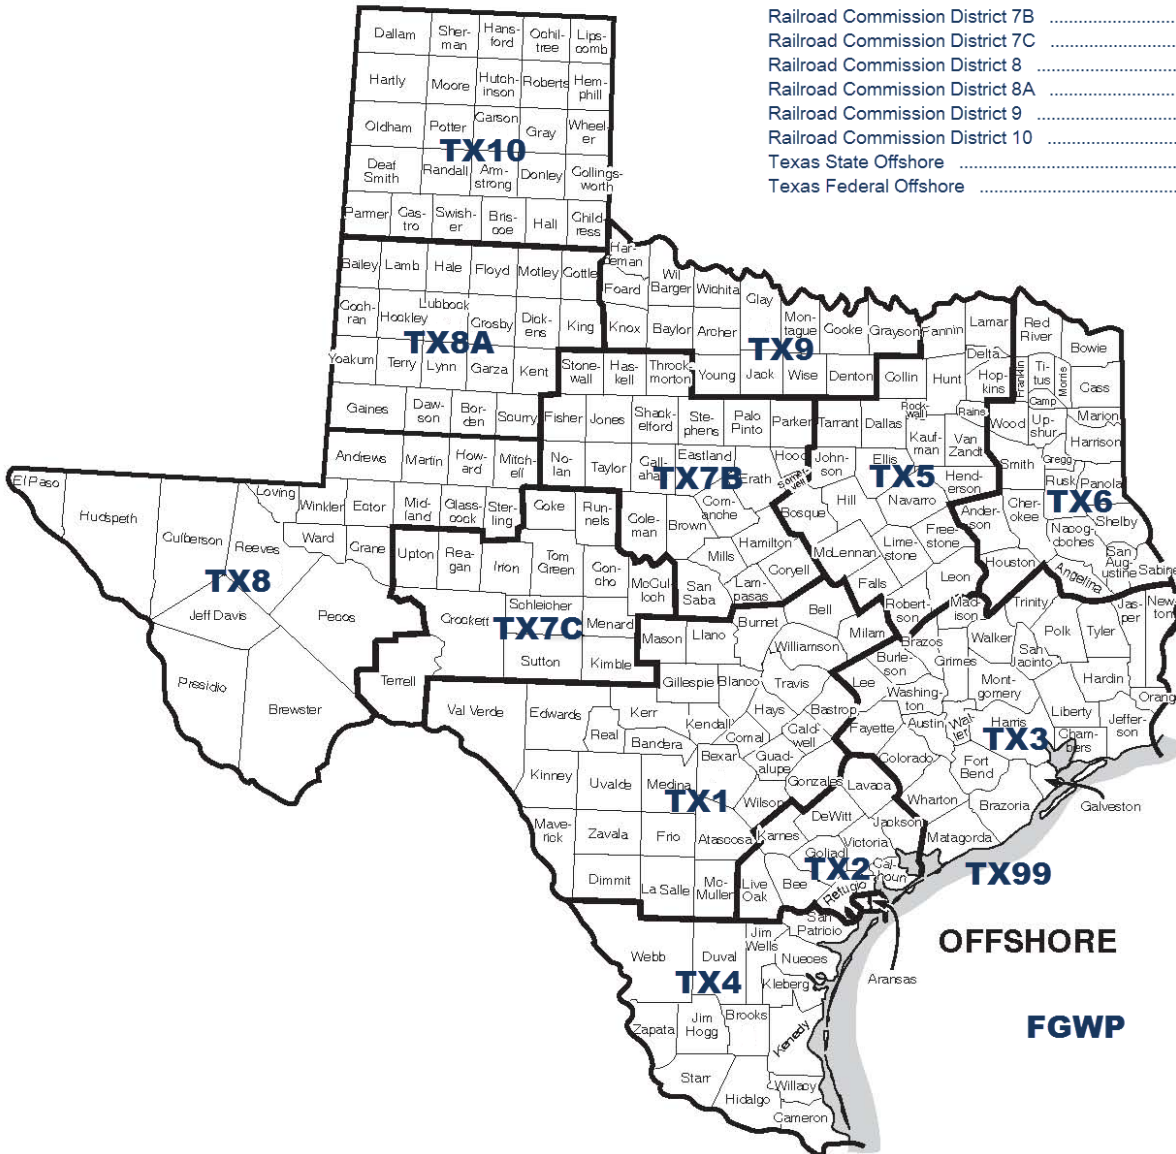 Railroad Commission District 7B
Railroad Commission District 7C
Railroad Commission District 8
Railroad Commission District 8A
Railroad Commission District 9
Railroad Commission District 10
Texas State Offshore
Texas Federal Offshore
Dallam
Sher-
man
Hans-
ford
Ochil-
tree
Lips-
comb
Hartly
Moore
Hutch-
inson
Roberts
Hem-
phill
Oldham
Potter
Carson
Gray
Wheel-
er
TX10
Deaf
Smith
Randall
Arm-
strong
Donley
Collings-
worth
Parmer
Cas-
tro
Swish-
er
Bris-
coe
Hall
Child-
ress
Bailey
Lamb
Hale
Floyd
Motley
Cottle
Har-
deman
Foard
Wil
Barger
Wichita
Clay
Coch-
ran
Hockley
Lubbock
Crosby
Dick-
ens
King
Knox
Baylor
Archer
Mon-
tague
Cooke
Grayson
Fannin
Lamar
Red
River
Bowie
TX8A
TX9
Yoakum
Terry
Lynn
Garza
Kent
Stone-
wall
Has-
kell
Throck-
morton
Young
Jack
Wise
Denton
Collin
Hunt
Delta
Hop-
kins
Franklin
Ti-
tus
Camp
Morris
Cass
Gaines
Daw-
son
Bor-
den
Scurry
Fisher
Jones
Shack-
elford
Ste-
phens
Palo
Pinto
Parker
Tarrant
Dallas
Rock-
wall
Rains
Wood
Up-
shur
Marion
Harrison
Kauf-
man
Van
Zandt
Andrews
Martin
How-
ard
Mitch-
ell
No-
lan
Taylor
Cal-
lahan
Eastland
TX7B
Erath
Hood
Somer-
vell
John-
son
Ellis
TX5
Hill
Navarro
Hend-
erson
Smith
Gregg
Rusk
Panola
TX6
El Paso
Hudspeth
Culberson
Reeves
Loving
Winkler
Ector
Mid-
land
Glass-
cock
Ster-
ling
Coke
Run-
nels
Cole-
man
Brown
Com-
anche
Bosque
Free-
stone
Ander-
son
Cher-
okee
Nacog-
doches
Shelby
Ward
Crane
Upton
Rea-
gan
Irion
Tom
Green
Con-
cho
McCul-
loch
Mills
Hamilton
McLennan
Lime-
stone
Houston
Angelina
San
Aug-
ustine
Sabine
TX8
Jeff Davis
Pecos
Crockett
Schleicher
Menard
San
Saba
Lam-
pasas
Coryell
Falls
Leon
TX7C
Sutton
Kimble
Mason
Llano
Burnet
Bell
Milam
Robert-
son
Mad-
ison
Trinity
Polk
Tyler
Jas-
per
New-
ton
Presidio
Brewster
Terrell
Val Verde
Edwards
Gillespie
Blanco
Williamson
Travis
Lee
Burle-
son
Brazos
Grimes
Walker
San
Jacinto
Hardin
Orang
Real
Kerr
Kendall
Hays
Bastrop
Washing-
ton
Mont-
gomery
Liberty
Jeffer-
son
Bandera
Comal
Cald-
well
Fayette
Austin
Wal-
ler
Harris
Cham-
bers
TX3
Kinney
Uvalde
Medina
Bexar
Guad-
alupe
Gonzales
Colorado
Fort
Bend
Galveston
TX1
Wilson
Lavaca
Wharton
Brazoria
Mave-
rick
Zavala
Frio
Atascosa
Karnes
DeWitt
Jackson
Matagorda
Dimmit
La Salle
Mc-
Mullen
Live
Oak
Bee
Goliad
Victoria
Cal-
houn
TX2
TX99
Refugio
San
Patricio
OFFSHORE
Aransas
Webb
Duval
Jim
Wells
Nueces
TX4
Kleberg
FGWP
Zapata
Jim
Hogg
Brooks
Kenedy
Starr
Hidalgo
Willacy
Cameron